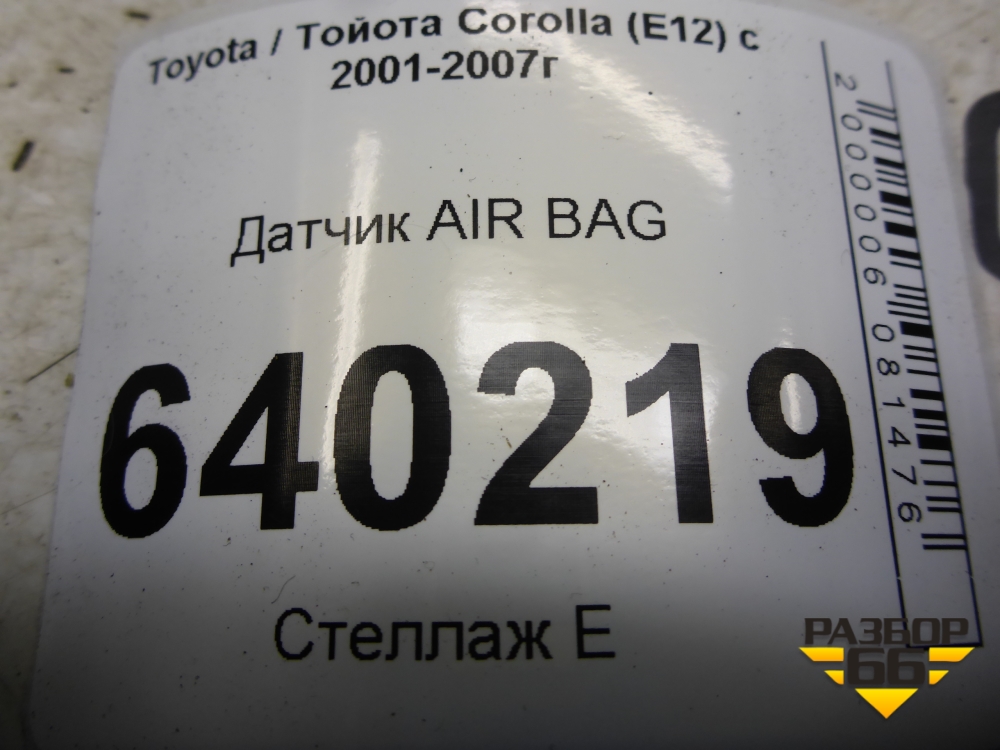 Toyota / Тойота Corolla (E12) с
2001-2007г
Датчик AIR BAG
640219
Стеллаж Е
2000006081476
РАЗБОР
66